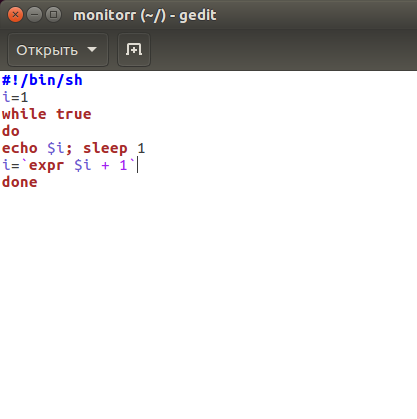 monitorr (~/) - gedit
Открыть
#!/bin/sh
i=1
while true
do
echo $i; sleep 1
i=`expr $i + 1`
done